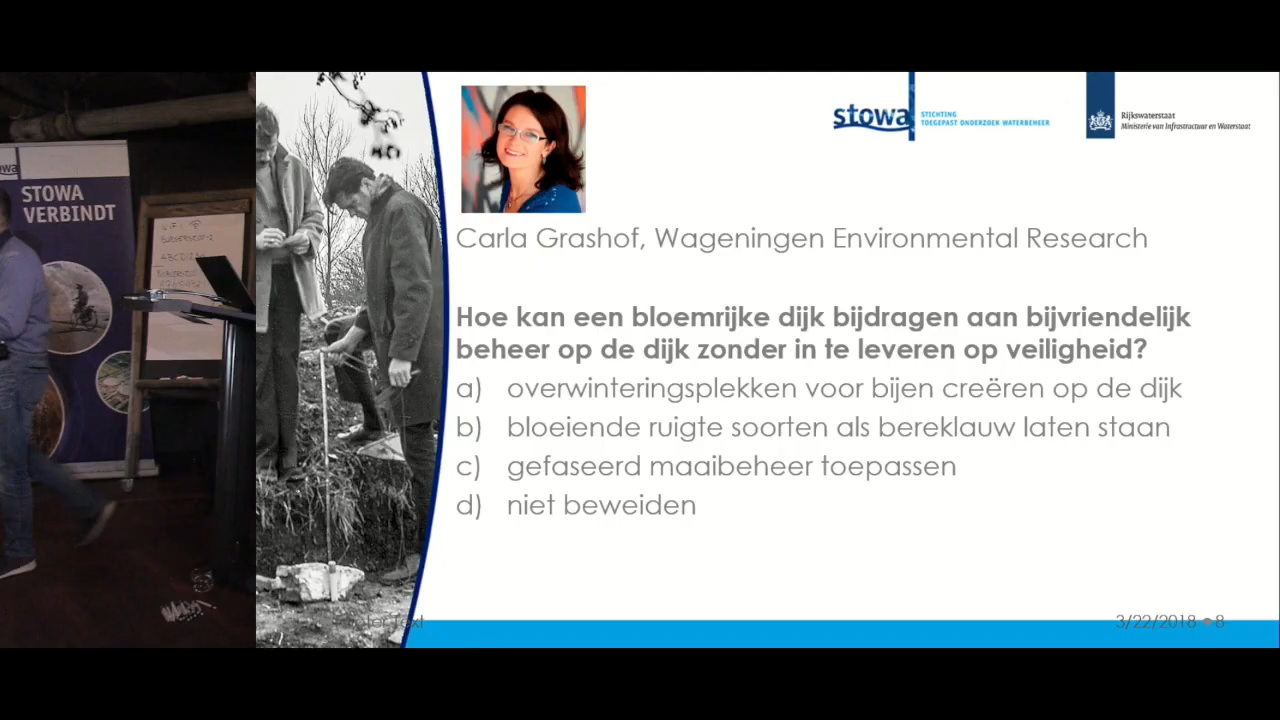 stowa
STICHTING
TOEGEPAST ONDERZOEK WATERBEHEER
Rijkswaterstaat
Ministerie van Infrastructuur en Waterstaat
STOWA
VERBINDT
Carla Grashof, Wageningen Environmental Research
Hoe kan een bloemrijke dijk bijdragen aan bijvriendelijk
beheer op de dijk zonder in te leveren op veiligheid?
a) overwinteringsplekken voor bijen creëren op de dijk
b) bloeiende ruigte soorten als bereklauw laten staan
c) gefaseerd maaibeheer toepassen
d) niet beweiden
3/22/2018 • 8